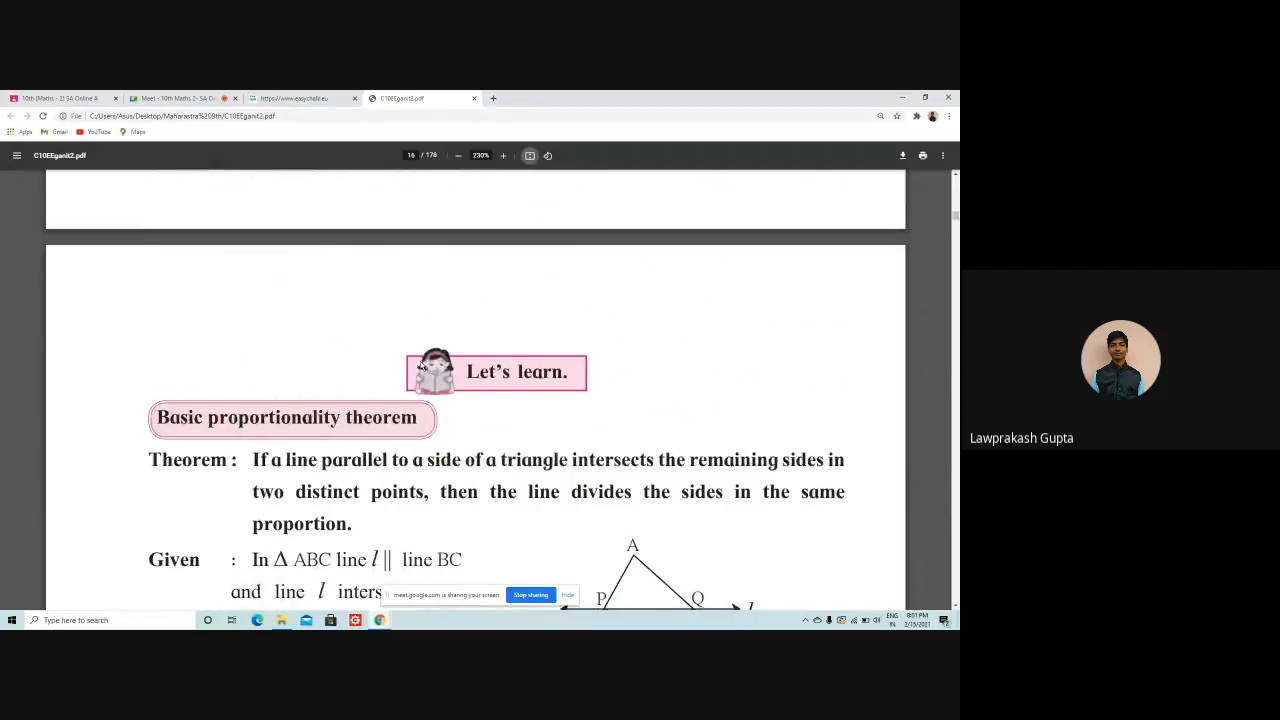 10th (Maths - 2) SA Online A
Meet - 10th Maths 2- SA O
https://www.easychalk.eu
C10EEganit2.pdf
File C:/Users/Asus/Desktop/Maharastra%209th/C10EEganit2.pdf
Apps Gmail YouTube Maps
C10EEganit2.pdf 16 / 178 230%
Let's learn.
Basic proportionality theorem
Theorem : If a line parallel to a side of a triangle intersects the remaining sides in
two distinct points, then the line divides the sides in the same
proportion.
Given : In Δ ABC line l || line BC
and line l inters
A
P
Q
l
meet.google.com is sharing your screen. Stop sharing Hide
Type here to search
ENG
IN
8:01 PM
2/15/2021
Lawprakash Gupta